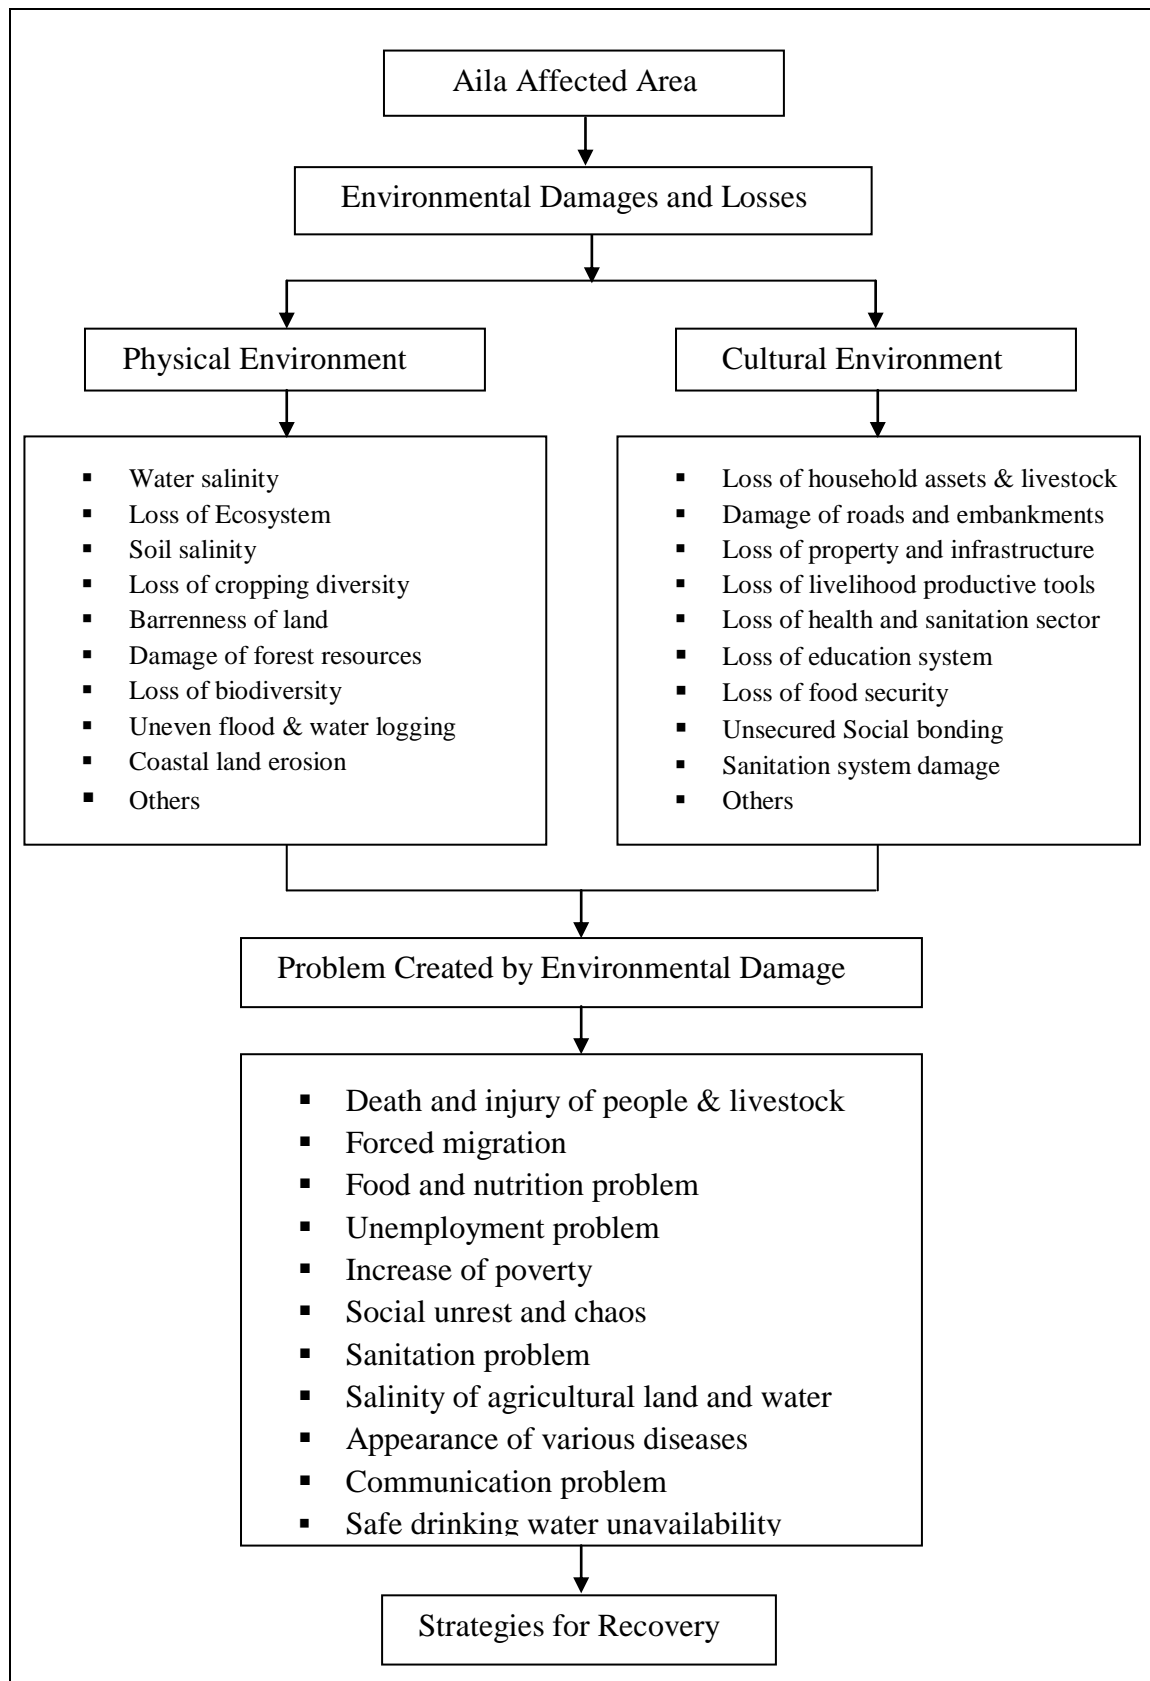 Aila Affected Area
Environmental Damages and Losses
Physical Environment
Cultural Environment
▪ Water salinity
▪ Loss of Ecosystem
▪ Soil salinity
▪ Loss of cropping diversity
▪ Barrenness of land
▪ Damage of forest resources
▪ Loss of biodiversity
▪ Uneven flood & water logging
▪ Coastal land erosion
▪ Others
▪ Loss of household assets & livestock
▪ Damage of roads and embankments
▪ Loss of property and infrastructure
▪ Loss of livelihood productive tools
▪ Loss of health and sanitation sector
▪ Loss of education system
▪ Loss of food security
▪ Unsecured Social bonding
▪ Sanitation system damage
▪ Others
Problem Created by Environmental Damage
▪ Death and injury of people & livestock
▪ Forced migration
▪ Food and nutrition problem
▪ Unemployment problem
▪ Increase of poverty
▪ Social unrest and chaos
▪ Sanitation problem
▪ Salinity of agricultural land and water
▪ Appearance of various diseases
▪ Communication problem
▪ Safe drinking water unavailability
Strategies for Recovery